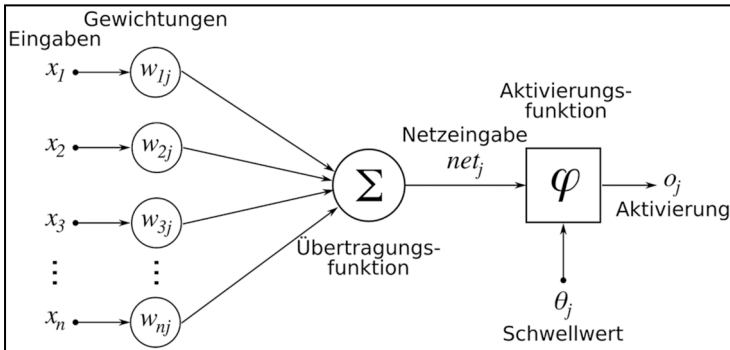 Gewichtungen
Eingaben
x1
w1j
x2
w2j
x3
w3j
xn
wnj
Σ
Übertragungs-
funktion
Netzeingabe
netj
Aktivierungs-
funktion
φ
oj
Aktivierung
θj
Schwellwert